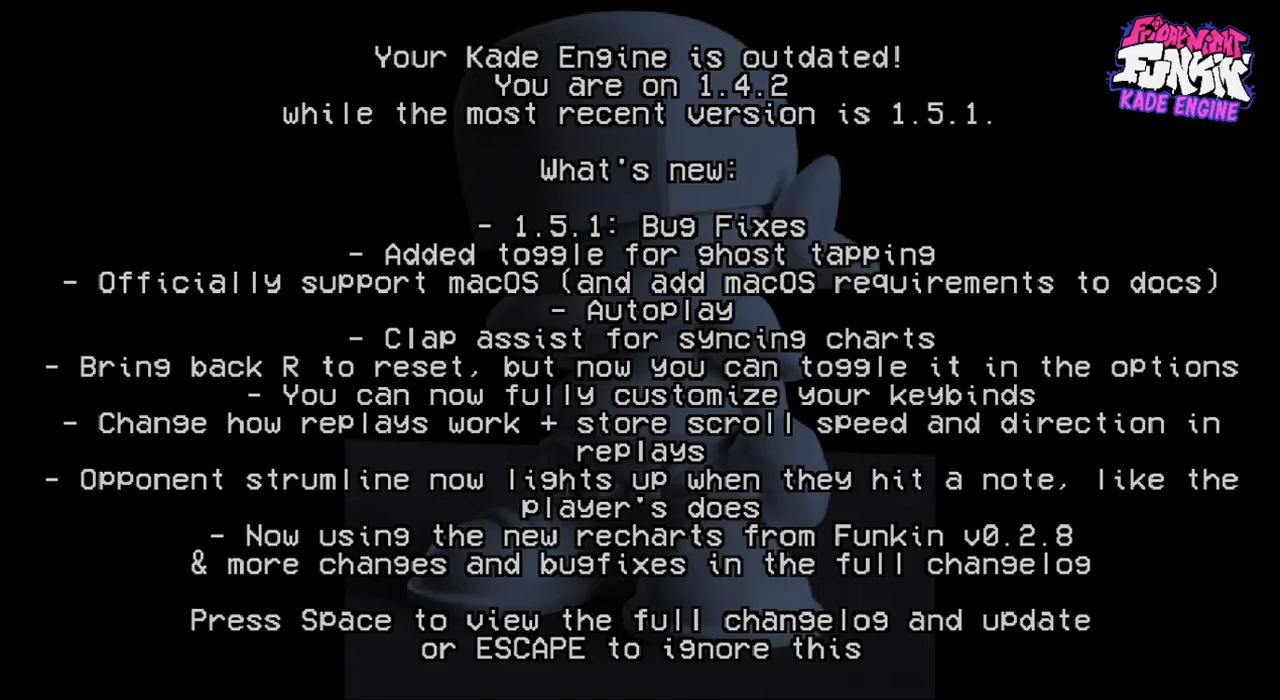 Your Kade Engine is outdated!
You are on 1.4.2
while the most recent version is 1.5.1.
What's new:
- 1.5.1: Bug Fixes
- Added toggle for ghost tapping
- Officially support macOS (and add macOS requirements to docs)
- Autoplay
- Clap assist for syncing charts
- Bring back R to reset, but now you can toggle it in the options
- You can now fully customize your keybinds
- Change how replays work + store scroll speed and direction in
replays
- Opponent strumline now lights up when they hit a note, like the
player's does
- Now using the new recharts from Funkin v0.2.8
& more changes and bugfixes in the full changelog
Press Space to view the full changelog and update
or ESCAPE to ignore this
FRIDAY NIGHT
FUNKIN'
KADE ENGINE